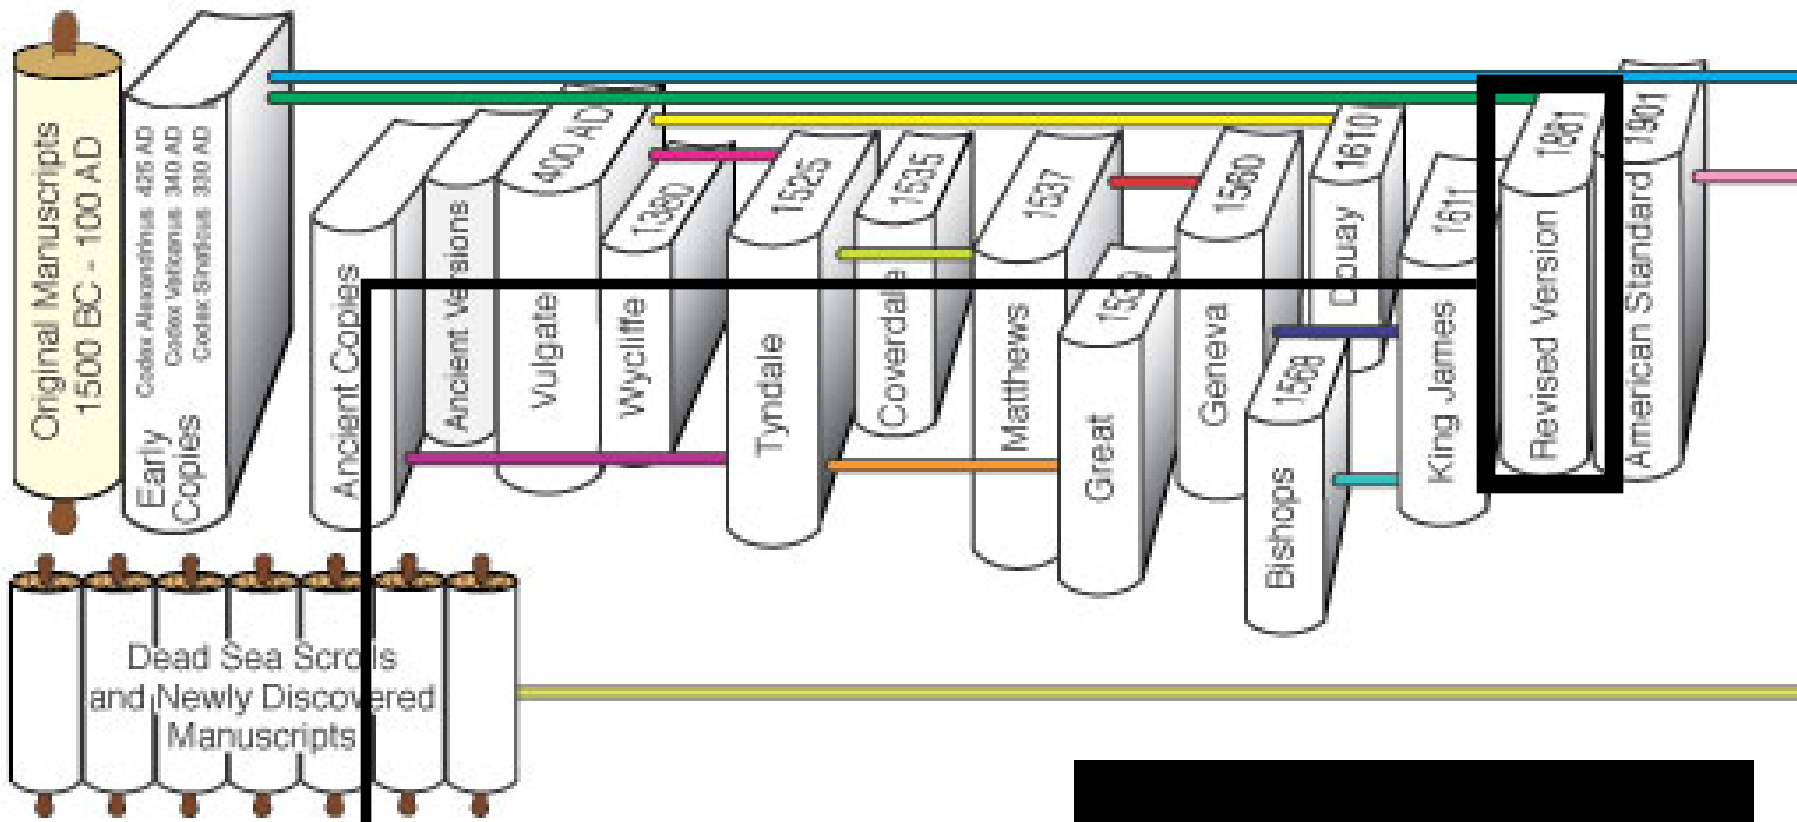 Original Manuscripts
1500 BC - 100 AD
Early
Copies
Codex Alexandrinus 425 AD
Codex Vaticanus 340 AD
Codex Sinaticus 330 AD
Ancient Copies
Ancient Versions
Vulgate
400 AD
Wycliffe
1380
Tyndale
1525
Coverdale
1535
Matthews
1537
Great
1539
Geneva
1560
Bishops
1568
Douay
1610
King James
1611
Revised Version
1881
American Standard
1901
Dead Sea Scrolls
and Newly Discovered
Manuscripts